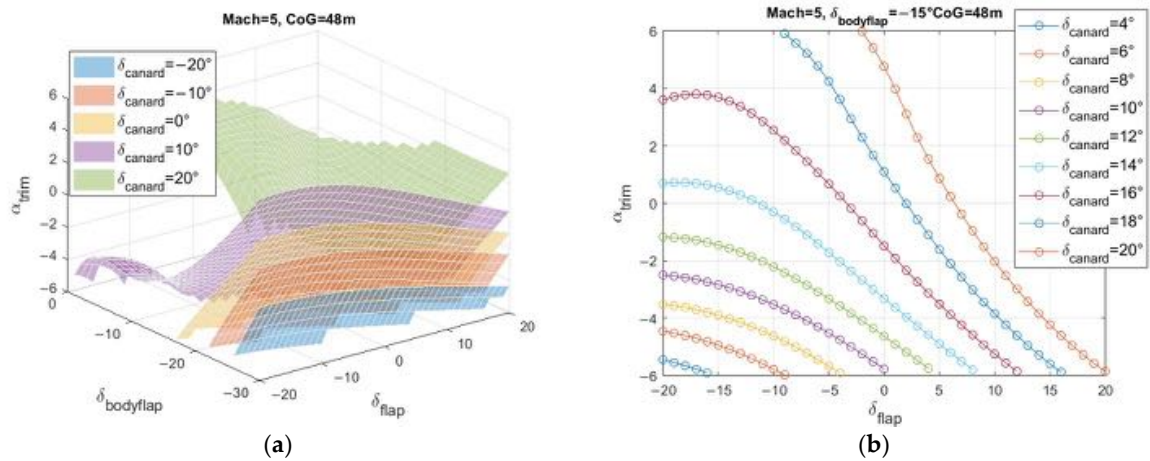 Mach=5, CoG=48m
δcanard=−20°
δcanard=−10°
δcanard=0°
δcanard=10°
δcanard=20°
6
4
2
0
−2
−4
−6
αtrim
0
−10
−20
−30
δbodyflap
−20
−10
0
10
20
δflap
(a)
Mach=5, δbodyflap=−15°CoG=48m
δcanard=4°
δcanard=6°
δcanard=8°
δcanard=10°
δcanard=12°
δcanard=14°
δcanard=16°
δcanard=18°
δcanard=20°
6
4
2
0
−2
−4
−6
αtrim
−20
−15
−10
−5
0
5
10
15
20
δflap
(b)